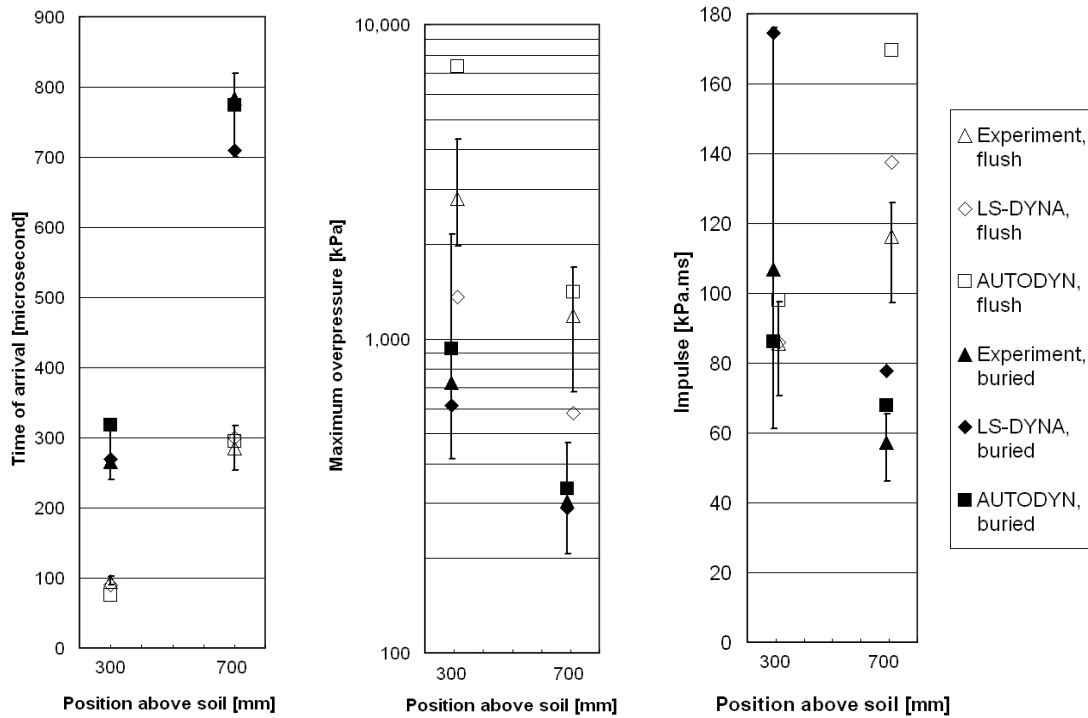 900
800
700
600
500
400
300
200
100
0
Time of arrival [microsecond]
300 700
Position above soil [mm]
10,000
1,000
100
Maximum overpressure [kPa]
300 700
Position above soil [mm]
180
160
140
120
100
80
60
40
20
0
Impulse [kPa.ms]
300 700
Position above soil [mm]
Experiment,
flush
LS-DYNA,
flush
AUTODYN,
flush
Experiment,
buried
LS-DYNA,
buried
AUTODYN,
buried